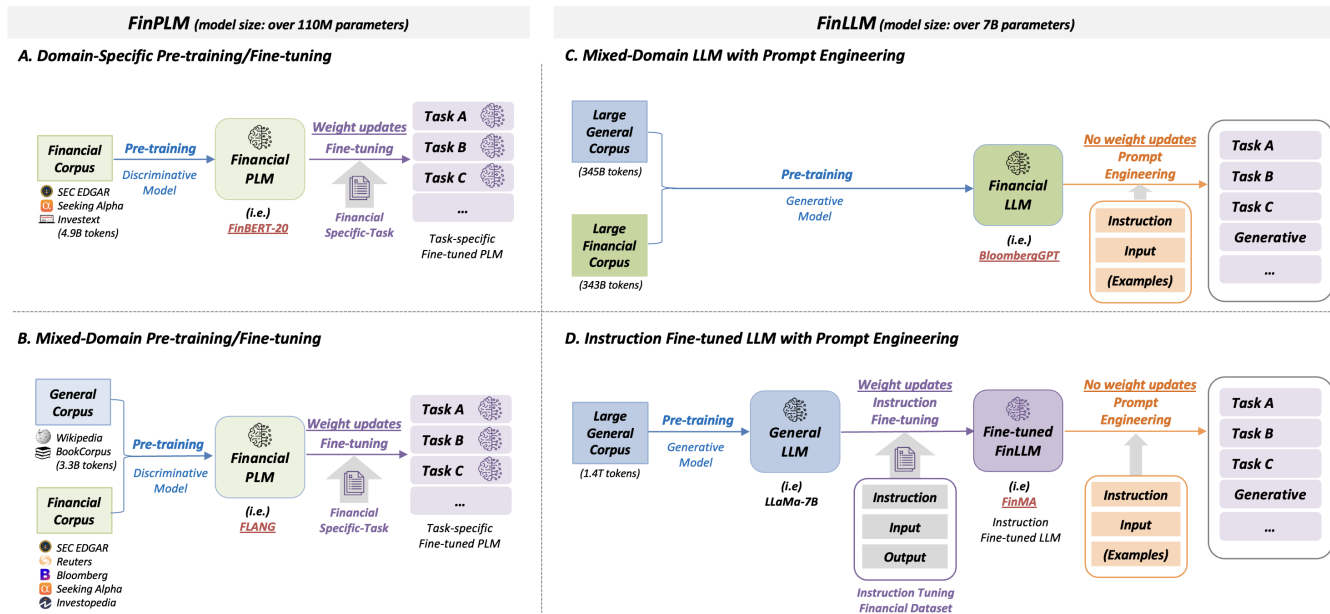 FinPLM (model size: over 110M parameters)
A. Domain-Specific Pre-training/Fine-tuning
Financial
Corpus
SEC EDGAR
Seeking Alpha
Investext
(4.9B tokens)
Pre-training
Discriminative
Model
Financial
PLM
(i.e.)
FinBERT-20
Weight updates
Fine-tuning
Financial
Specific-Task
Task A
Task B
Task C
...
Task-specific
Fine-tuned PLM
B. Mixed-Domain Pre-training/Fine-tuning
General
Corpus
Wikipedia
BookCorpus
(3.3B tokens)
Financial
Corpus
SEC EDGAR
Reuters
Bloomberg
Seeking Alpha
Investopedia
Pre-training
Discriminative
Model
Financial
PLM
(i.e.)
FLANG
Weight updates
Fine-tuning
Financial
Specific-Task
Task A
Task B
Task C
...
Task-specific
Fine-tuned PLM
FinLLM (model size: over 7B parameters)
C. Mixed-Domain LLM with Prompt Engineering
Large
General
Corpus
(345B tokens)
Large
Financial
Corpus
(343B tokens)
Pre-training
Generative
Model
Financial
LLM
(i.e.)
BloombergGPT
No weight updates
Prompt
Engineering
Instruction
Input
(Examples)
Task A
Task B
Task C
Generative
...
D. Instruction Fine-tuned LLM with Prompt Engineering
Large
General
Corpus
(1.4T tokens)
Pre-training
Generative
Model
General
LLM
(i.e)
LLaMa-7B
Weight updates
Instruction
Fine-tuning
Instruction
Input
Output
Instruction Tuning
Financial Dataset
Fine-tuned
FinLLM
(i.e)
FinMA
Instruction
Fine-tuned LLM
No weight updates
Prompt
Engineering
Instruction
Input
(Examples)
Task A
Task B
Task C
Generative
...